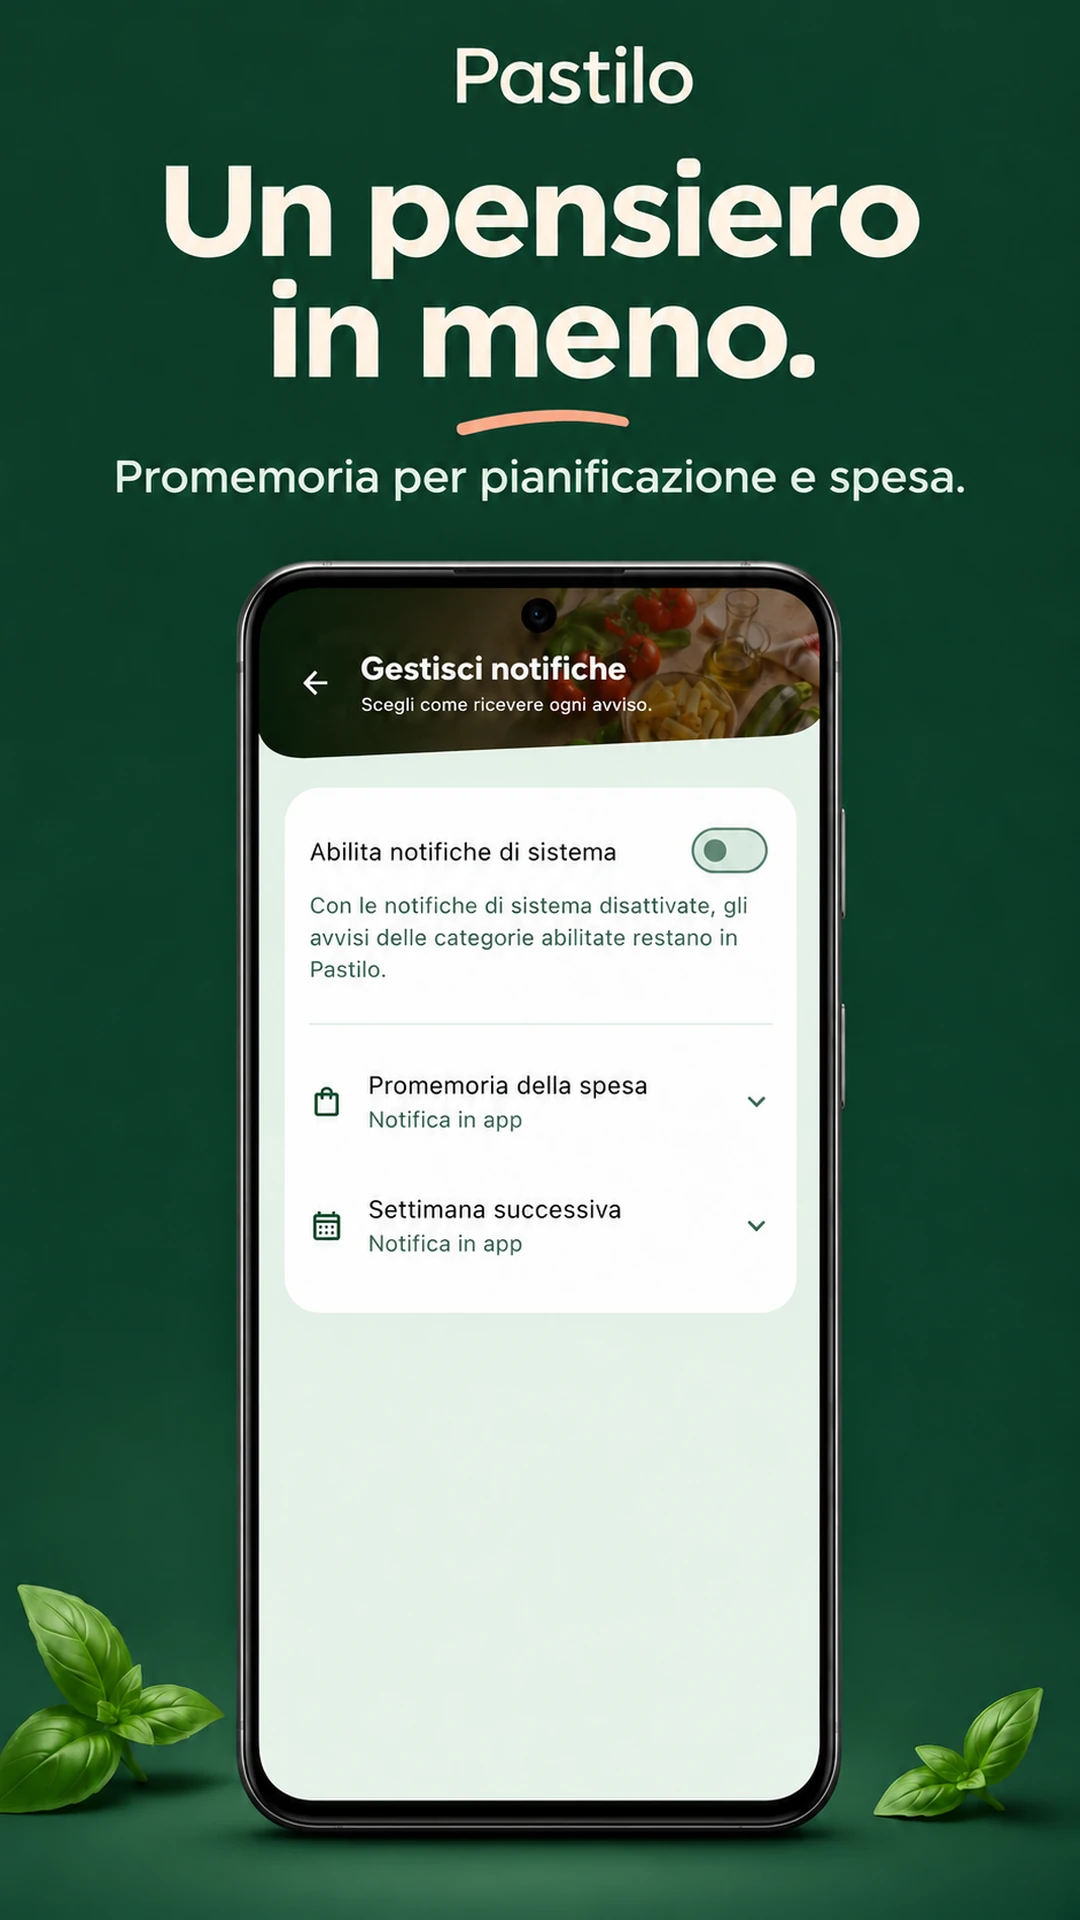 Pastilo
Un pensiero
in meno.
Promemoria per pianificazione e spesa.
Gestisci notifiche
Scegli come ricevere ogni avviso.
Abilita notifiche di sistema
Con le notifiche di sistema disattivate, gli
avvisi delle categorie abilitate restano in
Pastilo.
Promemoria della spesa
Notifica in app
Settimana successiva
Notifica in app